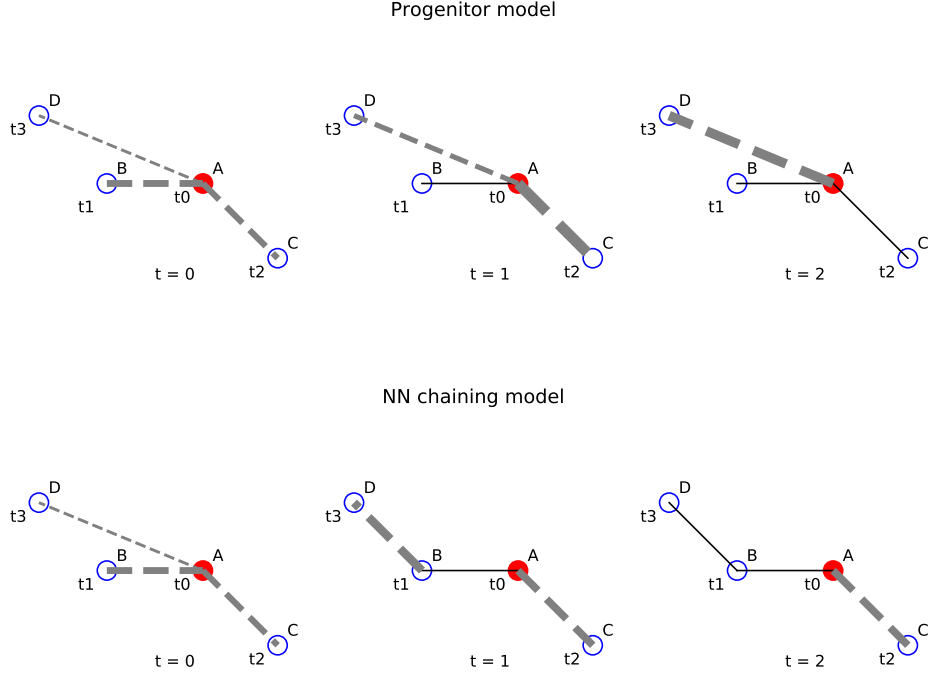 Progenitor model
D
t3
B
A
t1
t0
C
t2
t = 0
D
t3
B
A
t1
t0
C
t2
t = 1
D
t3
B
A
t1
t0
C
t2
t = 2
NN chaining model
D
t3
B
A
t1
t0
C
t2
t = 0
D
t3
B
A
t1
t0
C
t2
t = 1
D
t3
B
A
t1
t0
C
t2
t = 2